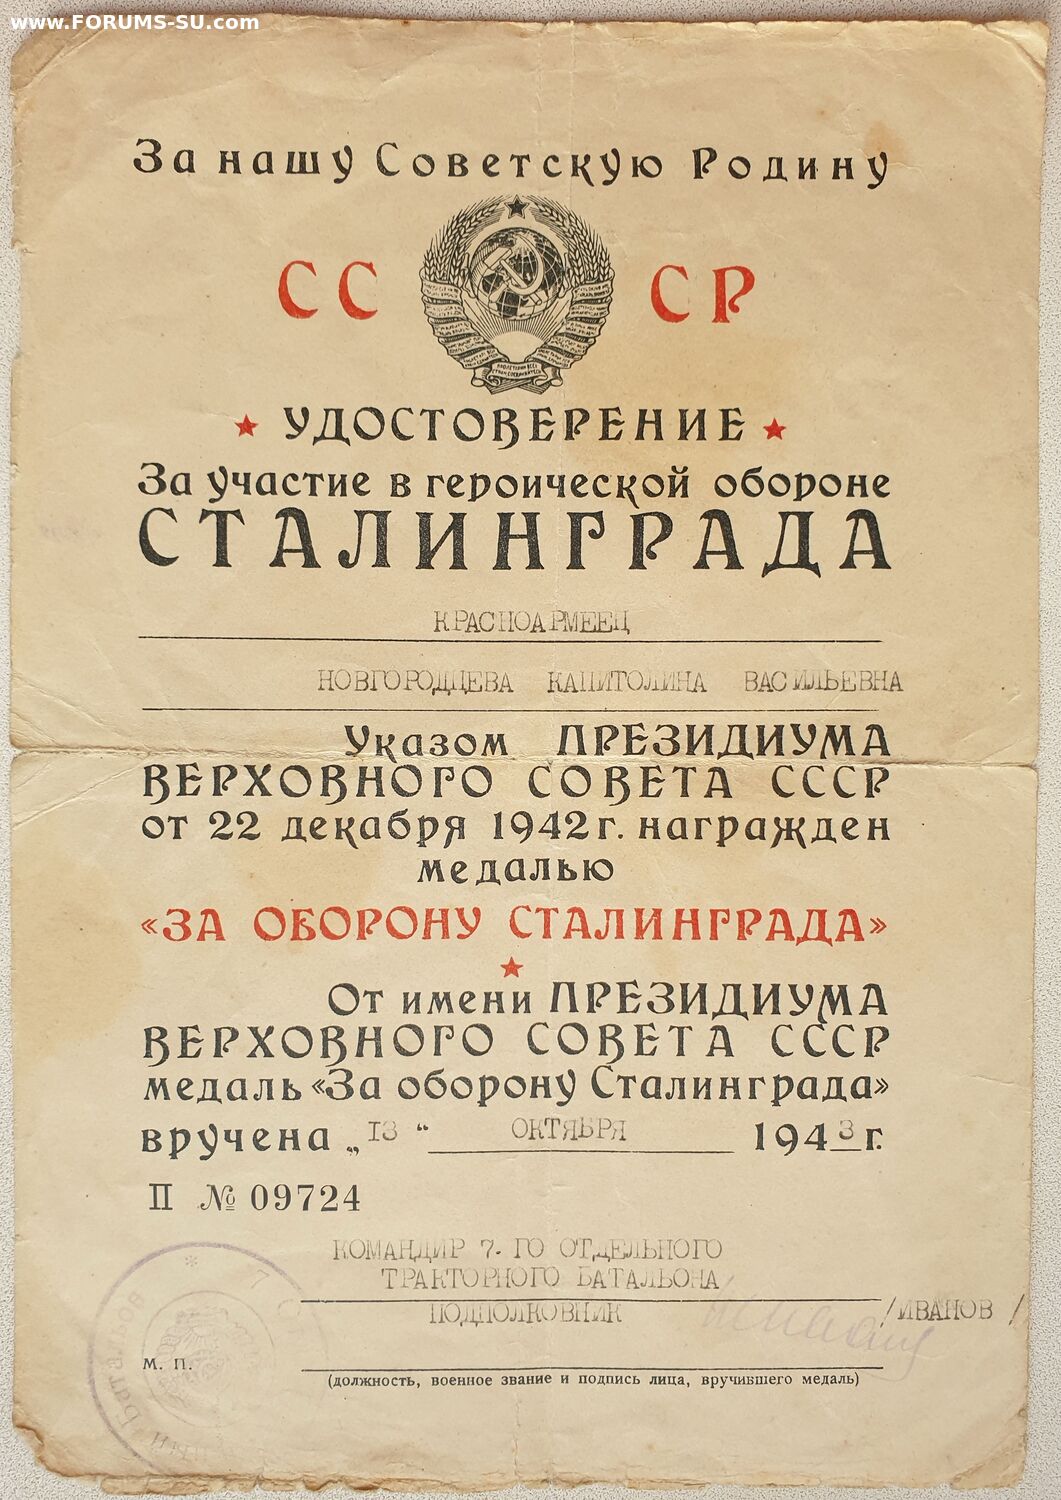 www.FORUMS-SU.com
За нашу Советскую Родину
СС СР
УДОСТОВЕРЕНИЕ
За участие в героической обороне
СТАЛИНГРАДА
КРАСНОАРМЕЕЦ
НОВГОРОДЦЕВА КАПИТОЛИНА ВАСИЛЬЕВНА
Указом ПРЕЗИДИУМА
ВЕРХОВНОГО СОВЕТА СССР
от 22 декабря 1942 г. награжден
медалью
«ЗА ОБОРОНУ СТАЛИНГРАДА»
От имени ПРЕЗИДИУМА
ВЕРХОВНОГО СОВЕТА СССР
медаль «За оборону Сталинграда»
вручена „13“ ОКТЯБРЯ 1943 г.
П № 09724
КОМАНДИР 7-ГО ОТДЕЛЬНОГО
ТРАКТОРНОГО БАТАЛЬОНА
ПОДПОЛКОВНИК /ИВАНОВ/
М. П.
(должность, военное звание и подпись лица, вручившего медаль)